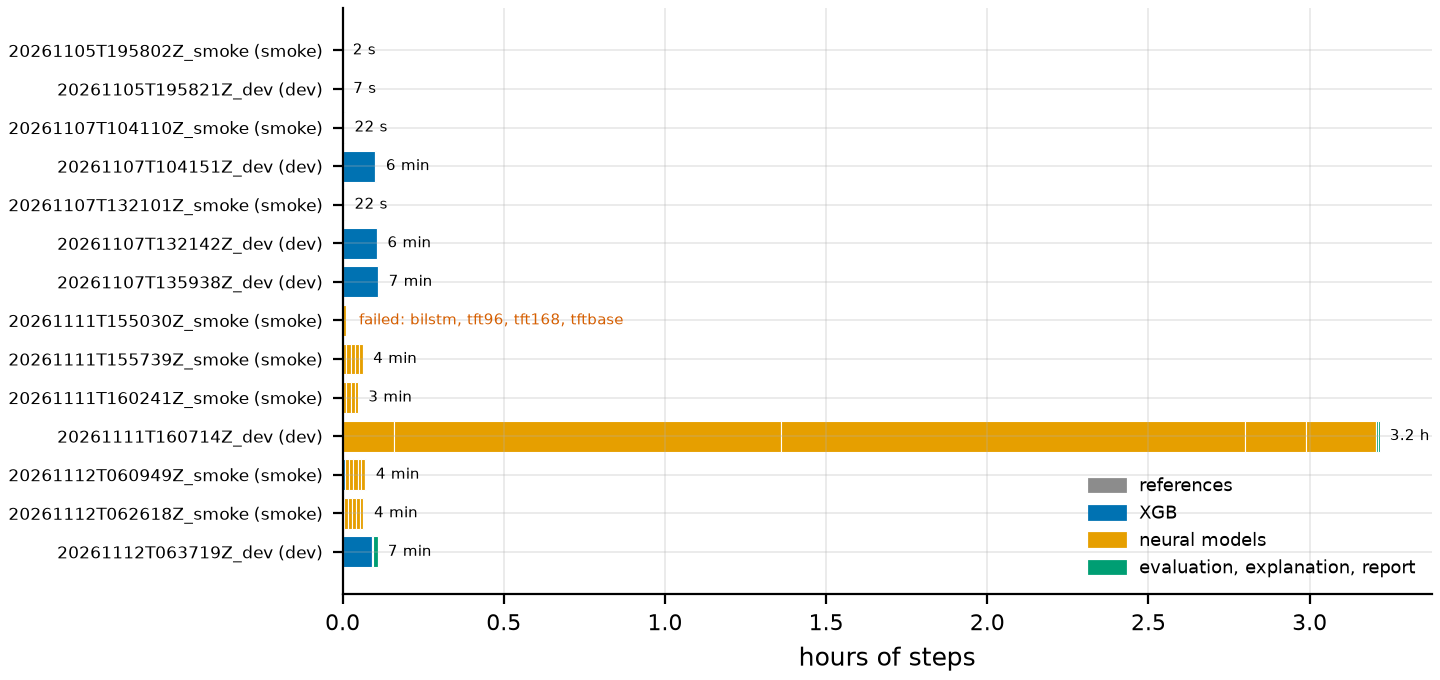 20261105T195802Z_smoke (smoke) 2 s
20261105T195821Z_dev (dev) 7 s
20261107T104110Z_smoke (smoke) 22 s
20261107T104151Z_dev (dev) 6 min
20261107T132101Z_smoke (smoke) 22 s
20261107T132142Z_dev (dev) 6 min
20261107T135938Z_dev (dev) 7 min
20261111T155030Z_smoke (smoke) failed: bilstm, tft96, tft168, tftbase
20261111T155739Z_smoke (smoke) 4 min
20261111T160241Z_smoke (smoke) 3 min
20261111T160714Z_dev (dev) 3.2 h
20261112T060949Z_smoke (smoke) 4 min
20261112T062618Z_smoke (smoke) 4 min
20261112T063719Z_dev (dev) 7 min
references
XGB
neural models
evaluation, explanation, report
0.0 0.5 1.0 1.5 2.0 2.5 3.0
hours of steps